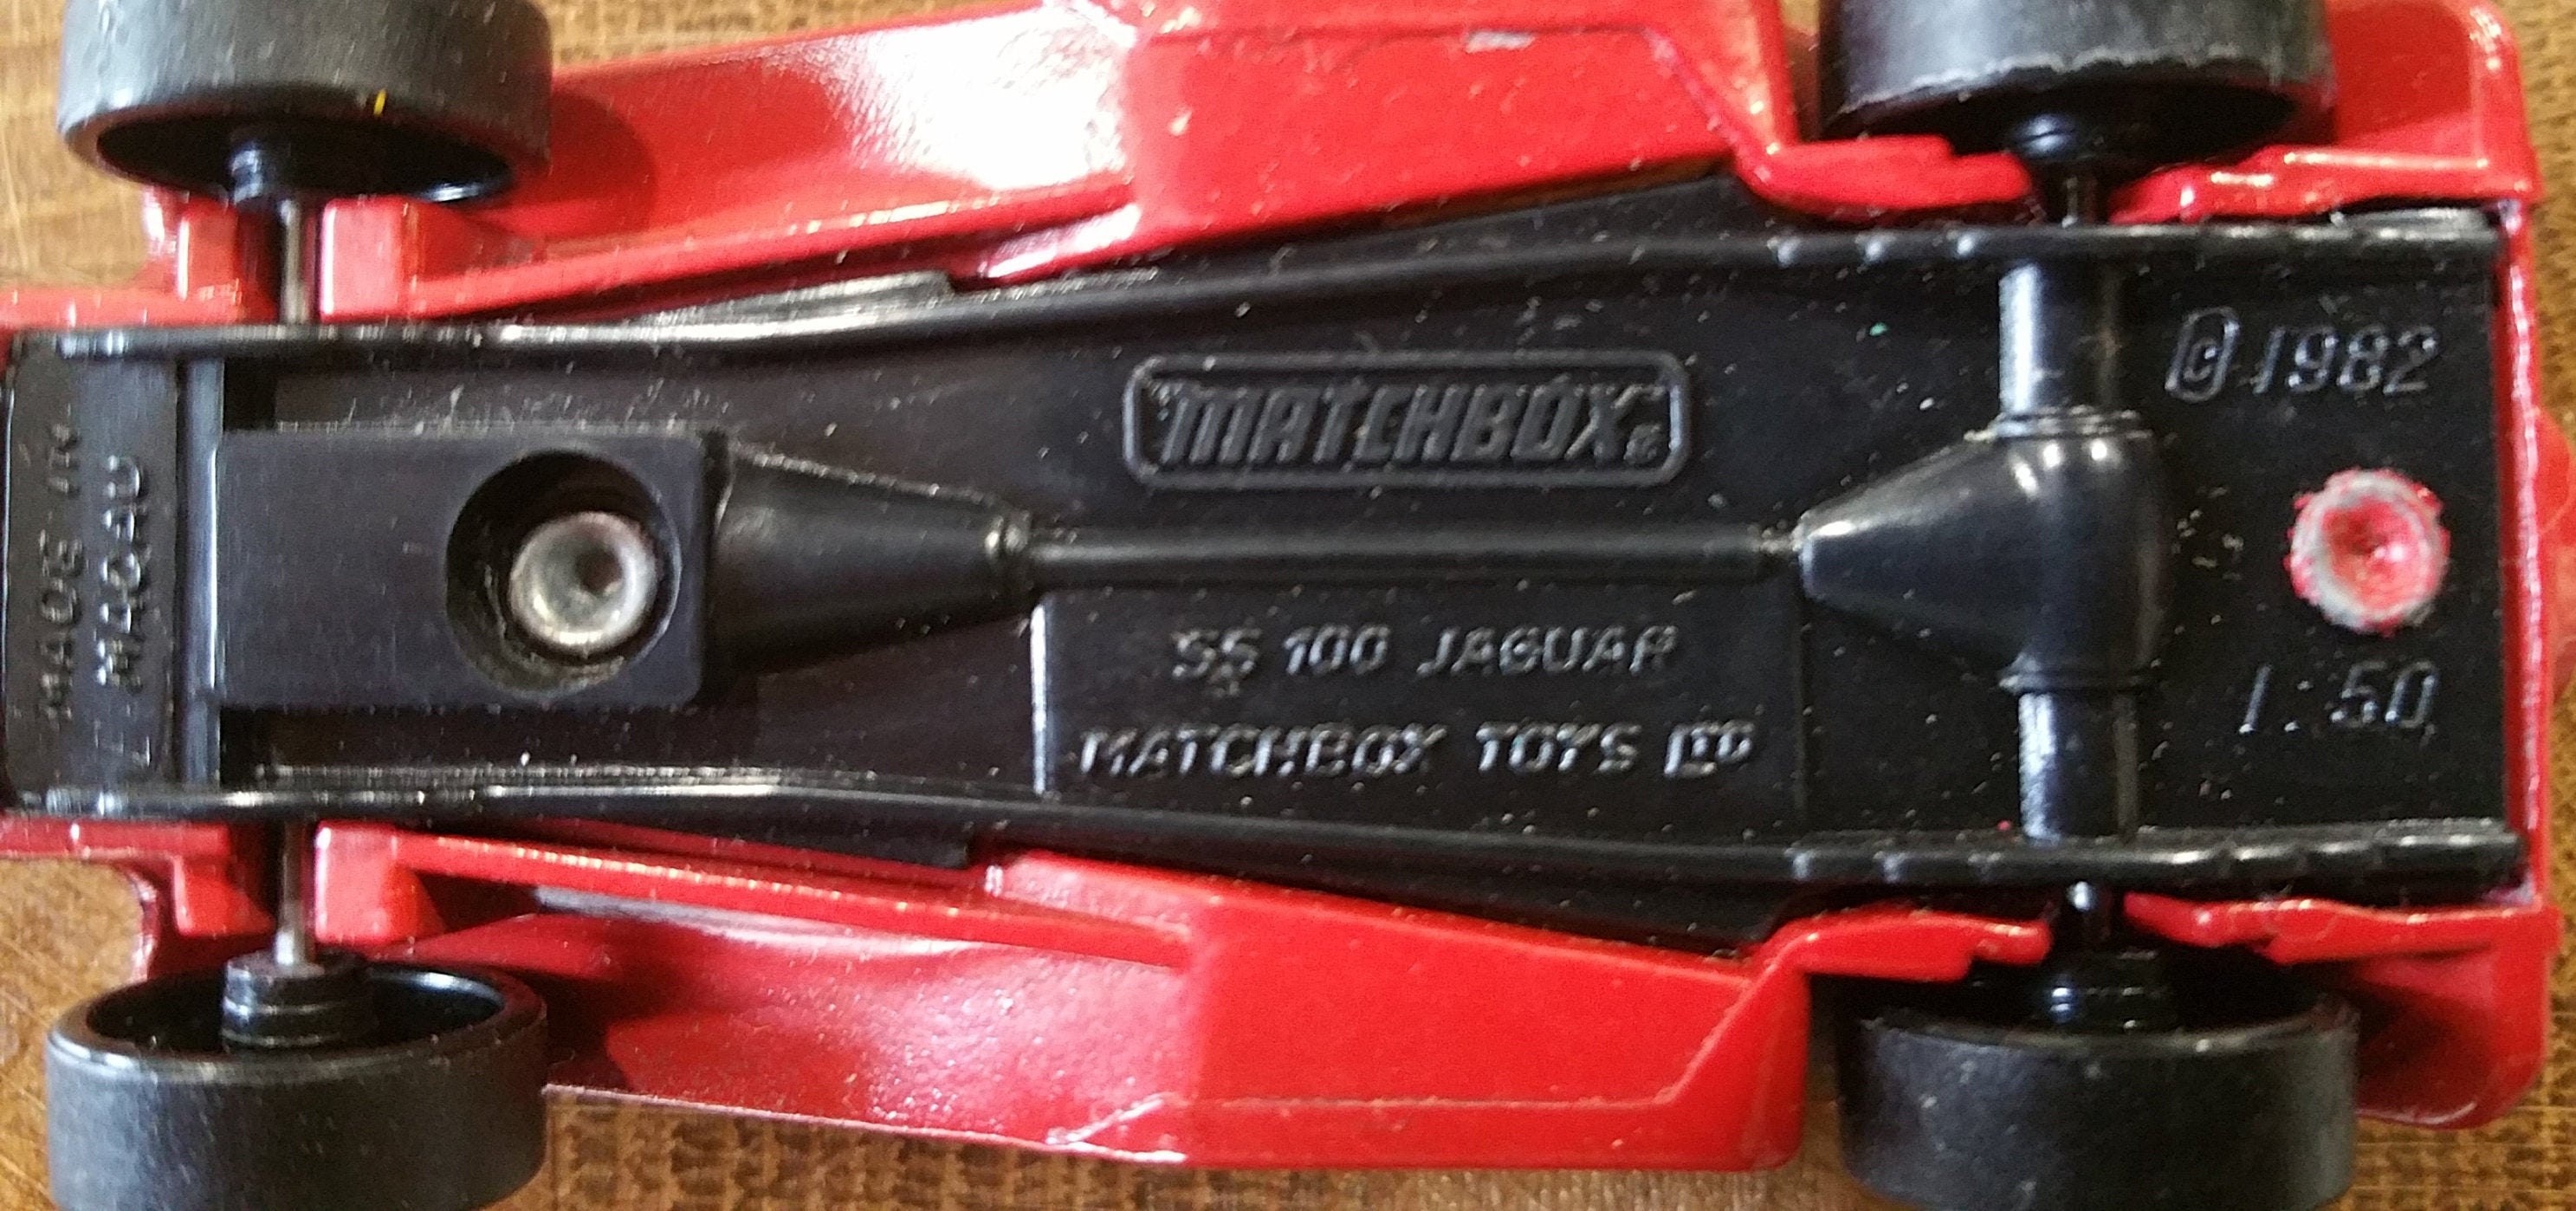 MADE IN
MACAU
"MATCHBOX"®
© 1982
SS 100 JAGUAR
MATCHBOX TOYS LTD
1:50